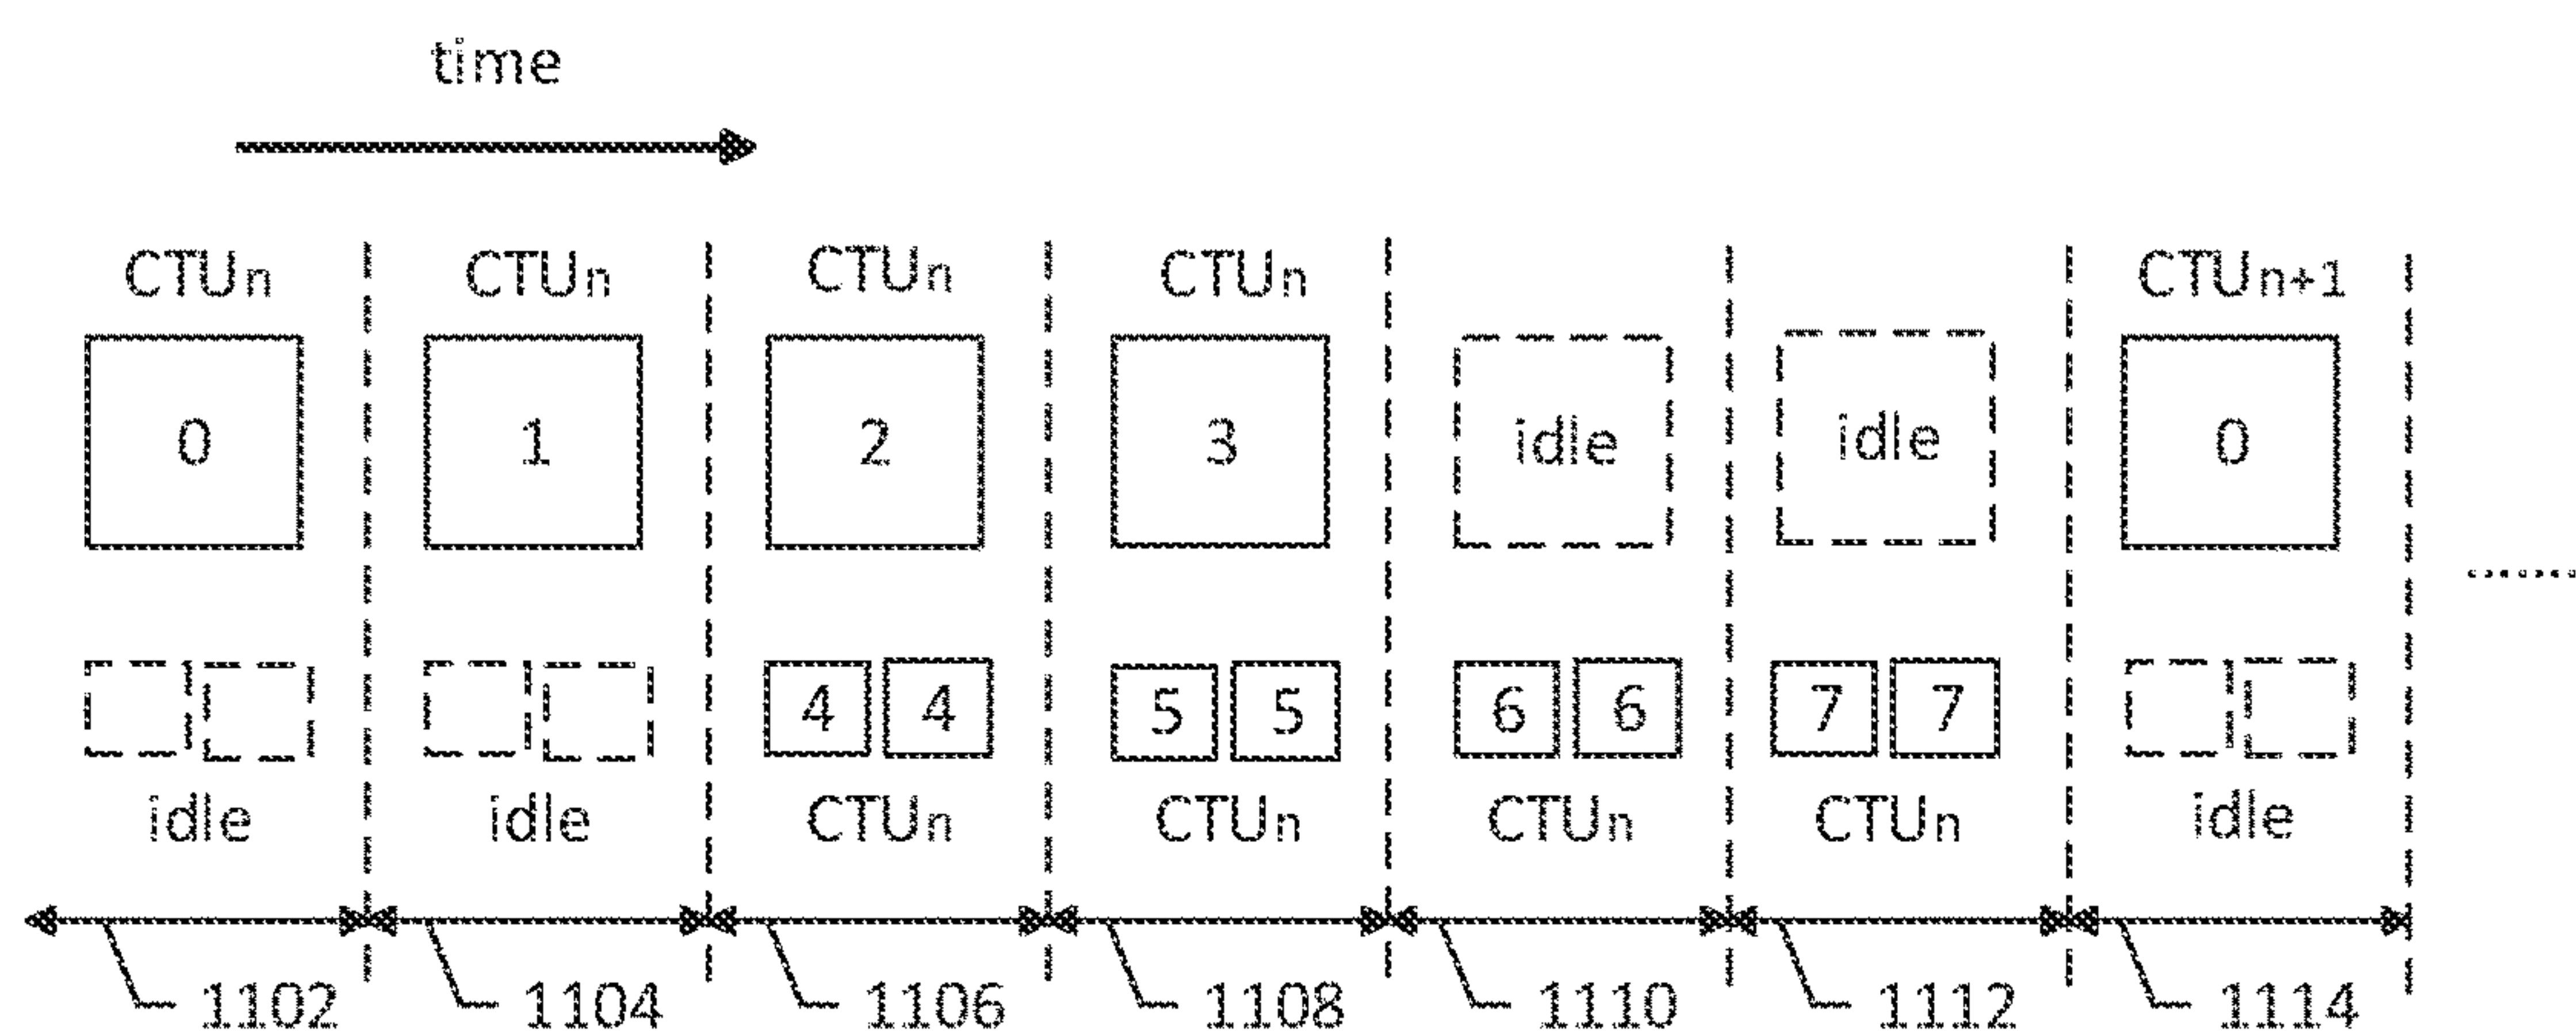 time
CTUn CTUn CTUn CTUn CTUn+1
0 1 2 3 idle idle 0
4 4 5 5 6 6 7 7
idle idle CTUn CTUn CTUn CTUn idle
1102 1104 1106 1108 1110 1112 1114